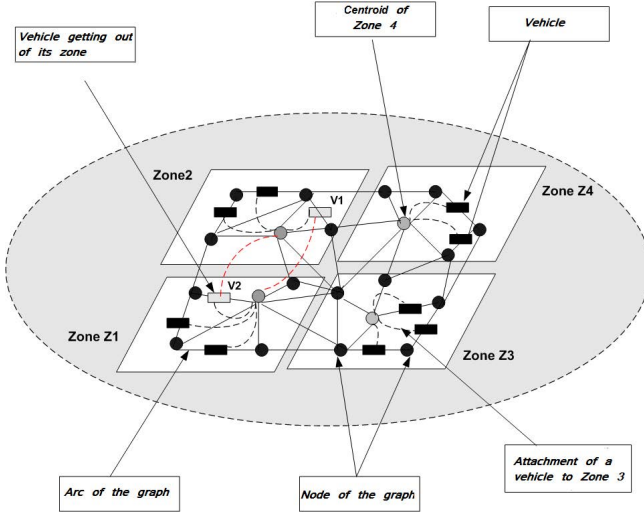 Centroid of
Zone 4
Vehicle
Vehicle getting out
of its zone
Zone2
Zone Z4
V1
V2
Zone Z1
Zone Z3
Arc of the graph
Node of the graph
Attachment of a
vehicle to Zone 3